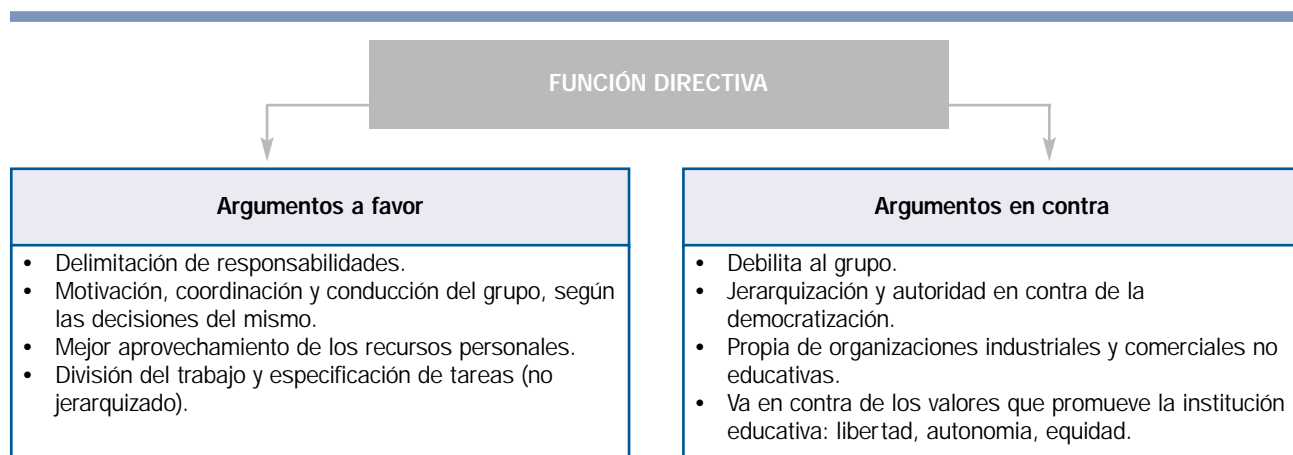 FUNCIÓN DIRECTIVA
Argumentos a favor
• Delimitación de responsabilidades.
• Motivación, coordinación y conducción del grupo, según
las decisiones del mismo.
• Mejor aprovechamiento de los recursos personales.
• División del trabajo y especificación de tareas (no
jerarquizado).
Argumentos en contra
• Debilita al grupo.
• Jerarquización y autoridad en contra de la
democratización.
• Propia de organizaciones industriales y comerciales no
educativas.
• Va en contra de los valores que promueve la institución
educativa: libertad, autonomia, equidad.